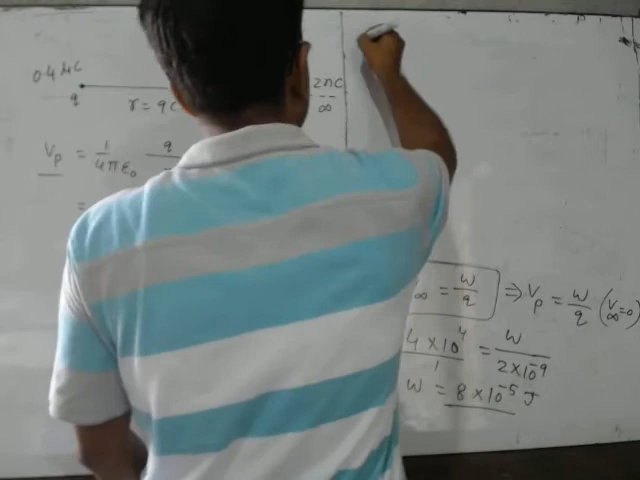 0.4 μC
q
r = 9c
2nC
∞
V_p = 1/4πε₀ q
=
∞ = W/q ⇒ V_p = W/q (V_∞=0)
4×10⁴/1 = W/2×10⁻⁹
W = 8×10⁻⁵ J